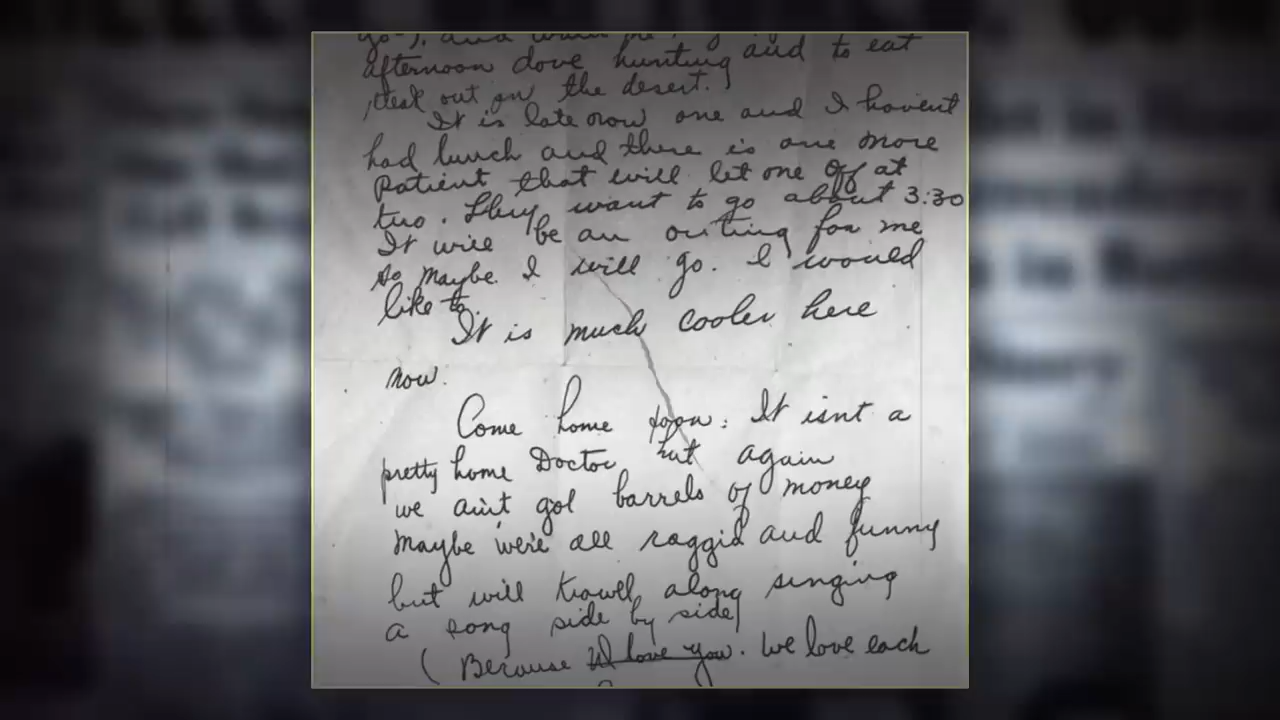 afternoon dove hunting and to eat
out on the desert.
It is late now one and I havent
had lunch and there is one more
patient that will let one off at
two. They want to go about 3:30
It will be an outing for me
so maybe I will go. I would
like to.
It is much cooler here
now.
Come home soon. It isnt a
pretty home Doctor but again
we ain't got barrels of money
Maybe we're all raggid and funny
but will travell along singing
a song side by side
(Because I love you. We love each